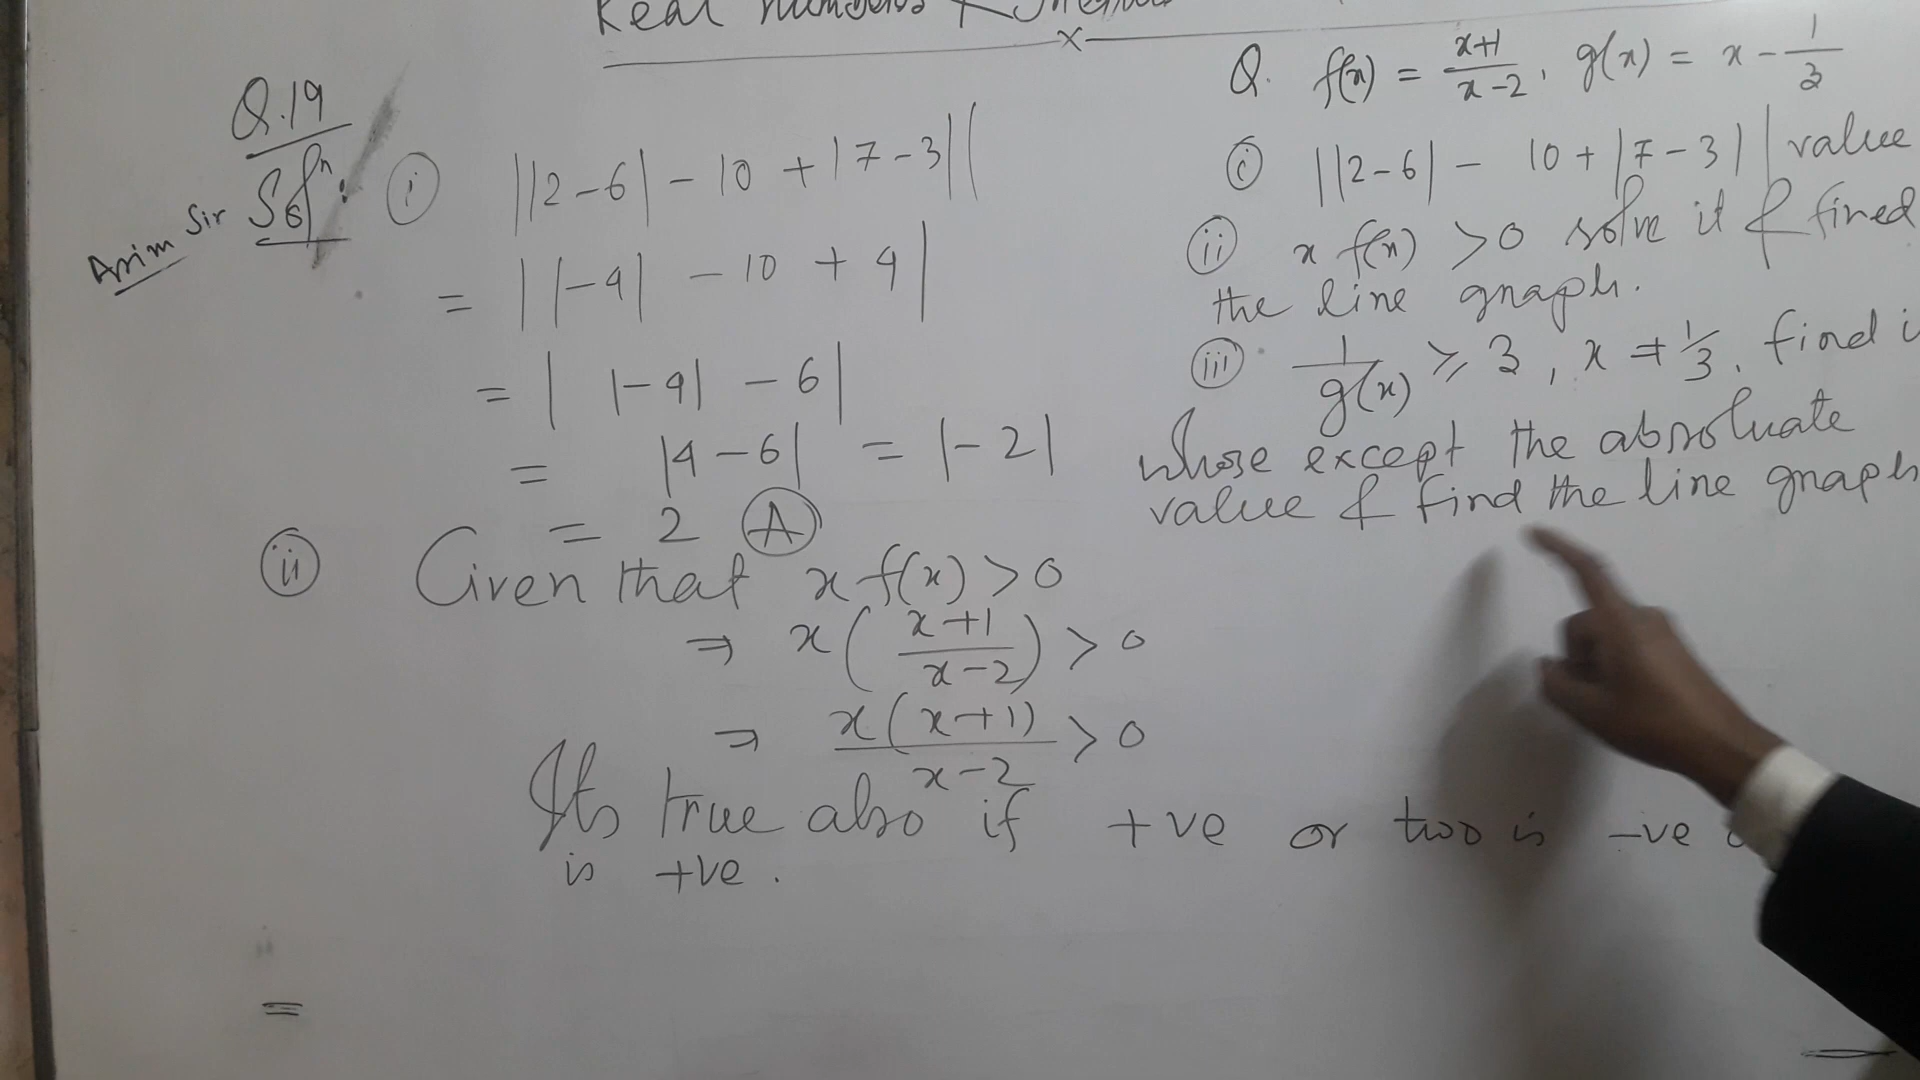 Real numbers & 
Q.19
Soln:
Asim Sir
(i) ||2-6| - 10 + |7-3||
= | |-4| - 10 + 4|
= | |-4| - 6|
= |4-6| = |-2|
= 2 (A)
(ii) Given that x f(x) > 0
⇒ x((x+1)/(x-2)) > 0
⇒ x(x+1)/(x-2) > 0
Its true also if +ve or two is -ve
is +ve.
=
Q. f(x) = (x+1)/(x-2), g(x) = x - 1/3
(i) ||2-6| - 10 + |7-3|| value
(ii) x f(x) > 0 solve it & fined
the line graph.
(iii) 1/g(x) ≥ 3, x ≠ 1/3. find
whose except the absoluate
value & find the line graph